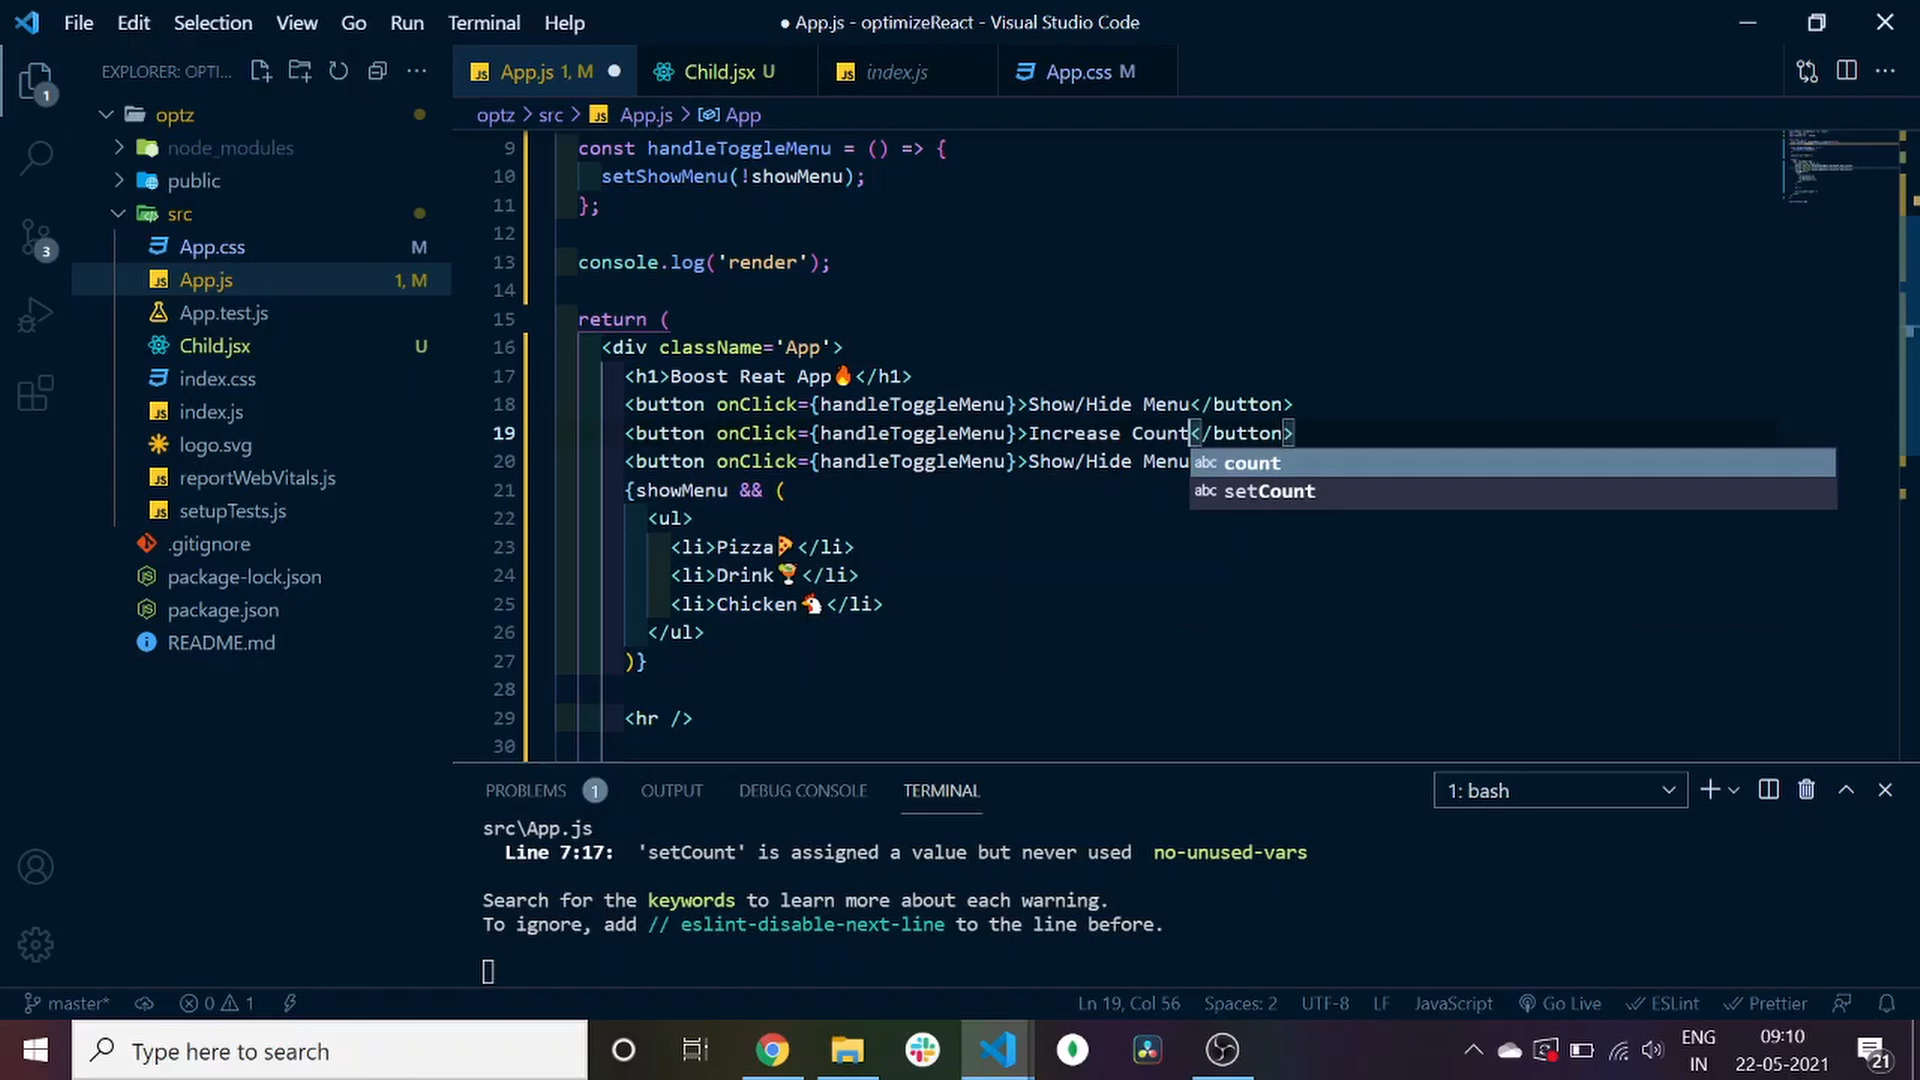 File Edit Selection View Go Run Terminal Help
● App.js - optimizeReact - Visual Studio Code
EXPLORER: OPTI...
App.js 1, M
Child.jsx U
index.js
App.css M
optz > src > App.js > App
1
3
optz
node_modules
public
src
App.css M
App.js 1, M
App.test.js
Child.jsx U
index.css
index.js
logo.svg
reportWebVitals.js
setupTests.js
.gitignore
package-lock.json
package.json
README.md
9 const handleToggleMenu = () => {
10 setShowMenu(!showMenu);
11 };
12
13 console.log('render');
14
15 return (
16 <div className='App'>
17 <h1>Boost Reat App🔥</h1>
18 <button onClick={handleToggleMenu}>Show/Hide Menu</button>
19 <button onClick={handleToggleMenu}>Increase Count</button>
20 <button onClick={handleToggleMenu}>Show/Hide Menu
abc count
abc setCount
21 {showMenu && (
22 <ul>
23 <li>Pizza🍕</li>
24 <li>Drink🍹</li>
25 <li>Chicken🐔</li>
26 </ul>
27 )}
28
29 <hr />
30
PROBLEMS 1 OUTPUT DEBUG CONSOLE TERMINAL
1: bash
src\App.js
Line 7:17: 'setCount' is assigned a value but never used no-unused-vars
Search for the keywords to learn more about each warning.
To ignore, add // eslint-disable-next-line to the line before.
master* 0 1 Ln 19, Col 56 Spaces: 2 UTF-8 LF JavaScript Go Live ESLint Prettier
Type here to search
ENG
IN
09:10
22-05-2021
21